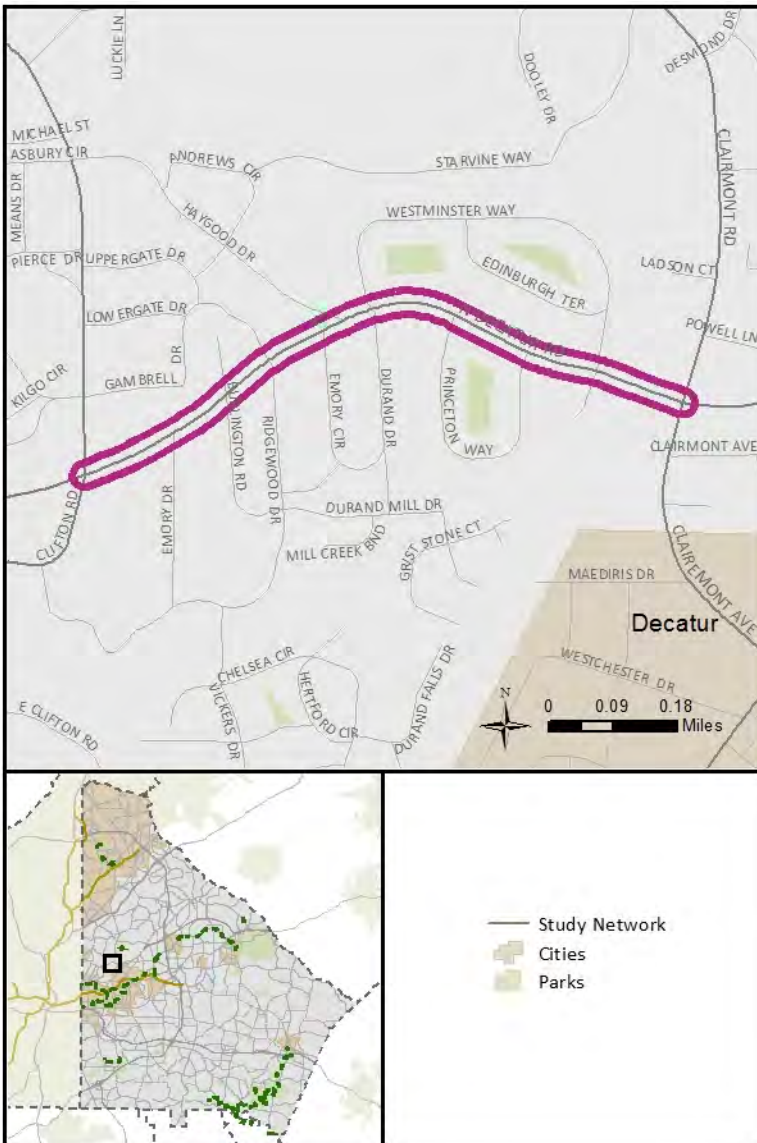 LUCKIE LN
DOOLEY DR
DESMOND DR
MICHAEL ST
ASBURY CIR
ANDREWS CIR
STARVINE WAY
CLAIRMONT RD
MEANS DR
HAYGOOD DR
WESTMINSTER WAY
PIERCE DR
UPPERGATE DR
EDINBURGH TER
LADSON CT
LOWERGATE DR
N DECATUR RD
POWELL LN
KILGO CIR
GAMBRELL DR
BURLINGTON RD
RIDGEWOOD DR
EMORY CIR
DURAND DR
PRINCETON WAY
CLAIRMONT AVE
CLIFTON RD
EMORY DR
DURAND MILL DR
MILL CREEK BND
GRIST STONE CT
CLAIREMONT AVE
MAEDIRIS DR
Decatur
WESTCHESTER DR
CHELSEA CIR
VICKERS DR
HERTFORD CIR
DURAND FALLS DR
E CLIFTON RD
N
0 0.09 0.18
Miles
Study Network
Cities
Parks